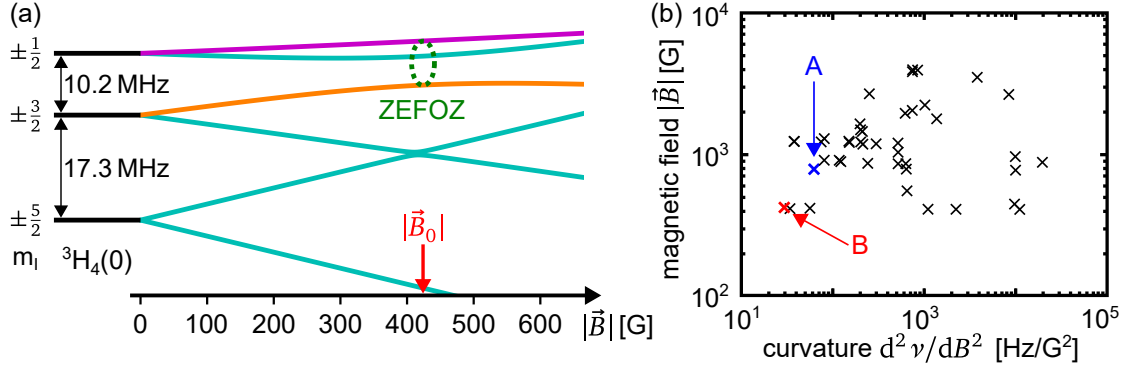 (a)
±1/2
10.2 MHz
±3/2
ZEFOZ
17.3 MHz
±5/2
|B⃗₀|
mI ³H₄(0)
0 100 200 300 400 500 600 |B⃗| [G]
(b)
magnetic field |B⃗| [G]
10⁴
10³
10²
A
B
10¹ 10³ 10⁵
curvature d²ν/dB² [Hz/G²]